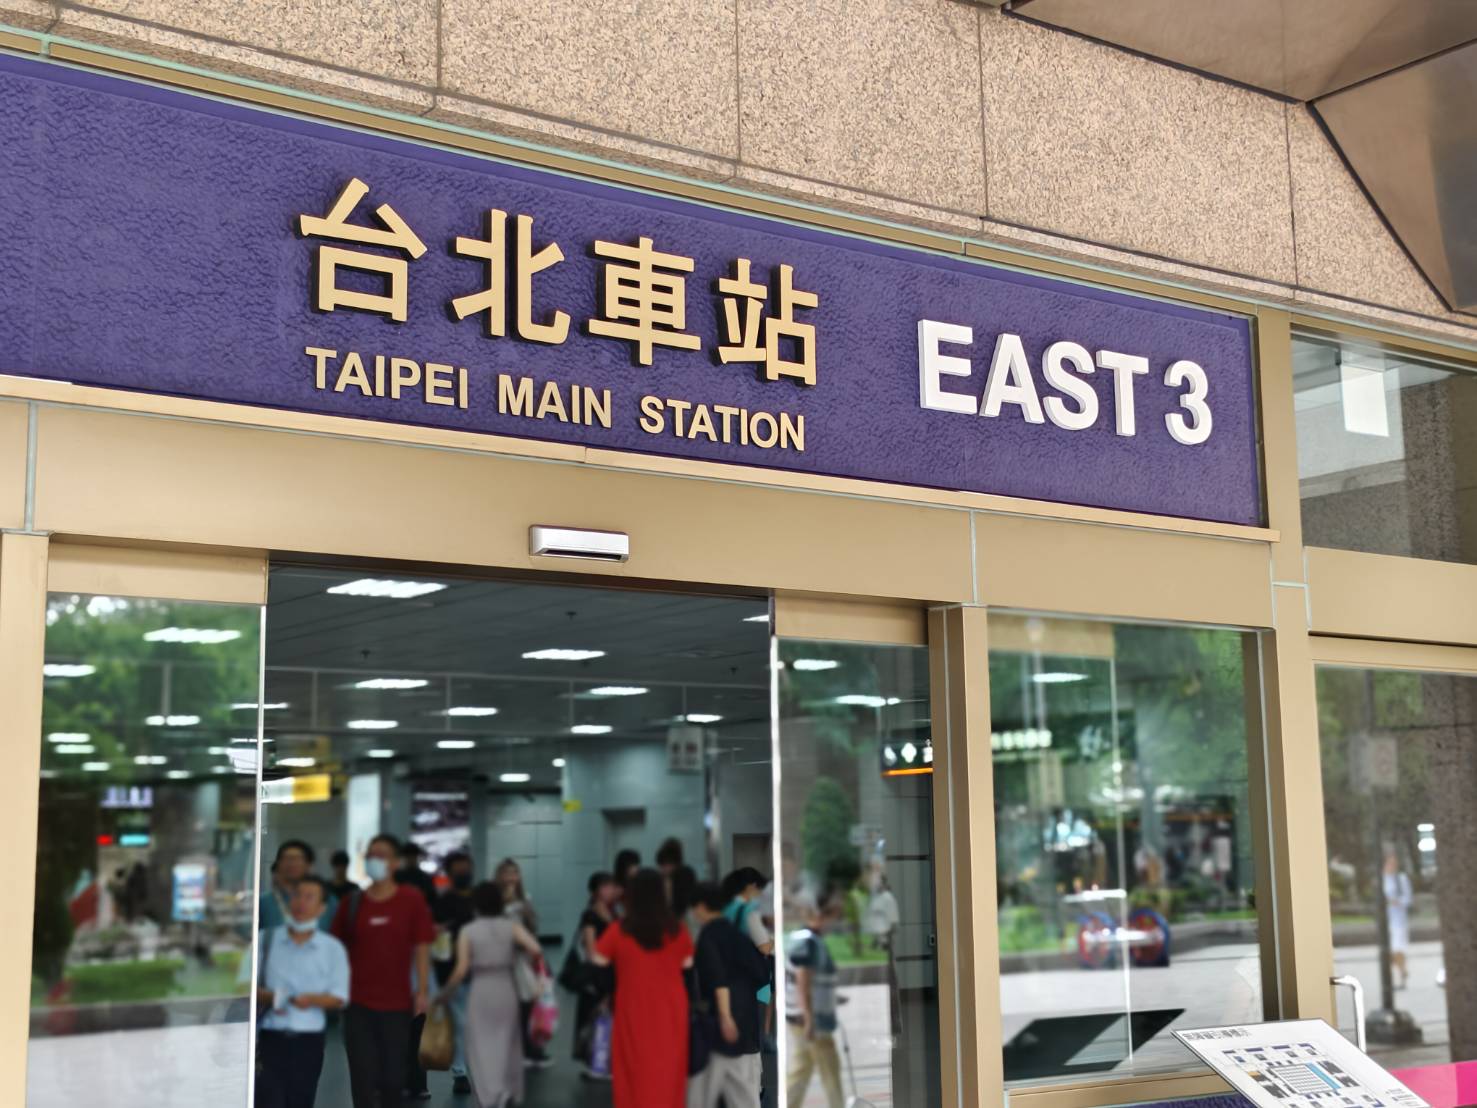 台北車站
TAIPEI MAIN STATION
EAST 3